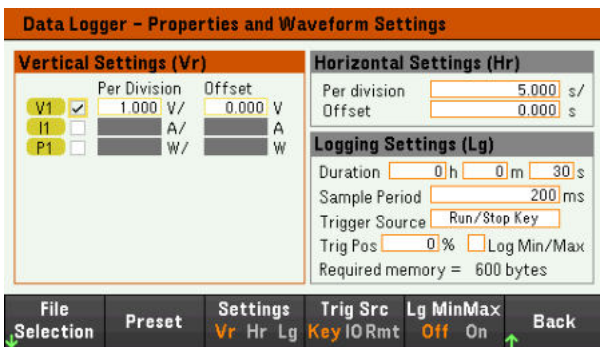 Data Logger – Properties and Waveform Settings
Vertical Settings (Vr)
Per Division Offset
V1 1.000 V/ 0.000 V
I1 A/ A
P1 W/ W
Horizontal Settings (Hr)
Per division 5.000 s/
Offset 0.000 s
Logging Settings (Lg)
Duration 0 h 0 m 30 s
Sample Period 200 ms
Trigger Source Run/Stop Key
Trig Pos 0 % Log Min/Max
Required memory = 600 bytes
File Selection
Preset
Settings
Vr Hr Lg
Trig Src
Key IO Rmt
Lg MinMax
Off On
Back